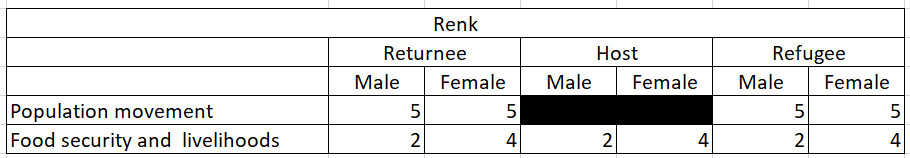 Renk
Returnee Host Refugee
Male Female Male Female Male Female
Population movement 5 5 5 5
Food security and livelihoods 2 4 2 4 2 4